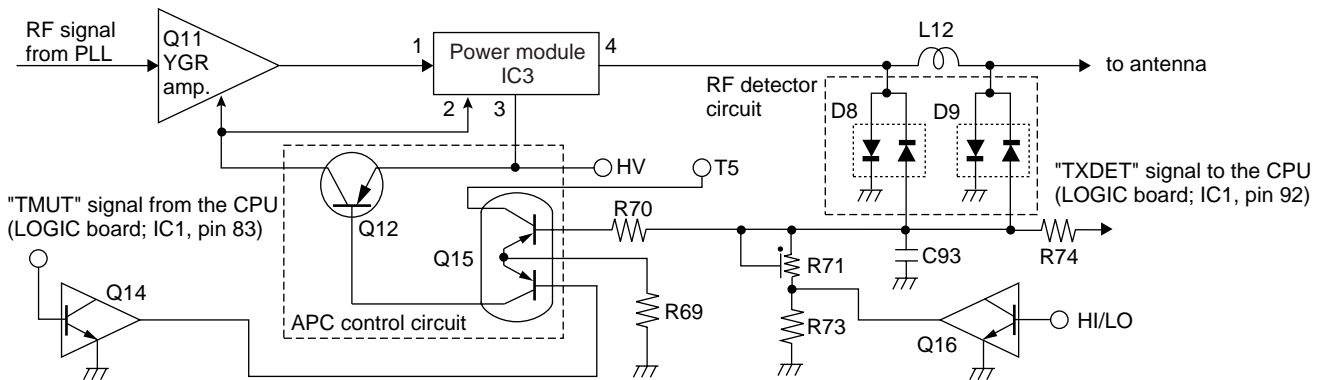 RF signal
from PLL
Q11
YGR
amp.
1
Power module
IC3
4
2
3
L12
to antenna
RF detector
circuit
D8
D9
HV
T5
"TMUT" signal from the CPU
(LOGIC board; IC1, pin 83)
"TXDET" signal to the CPU
(LOGIC board; IC1, pin 92)
Q12
Q15
R70
R71
C93
R74
Q14
APC control circuit
R69
R73
Q16
HI/LO